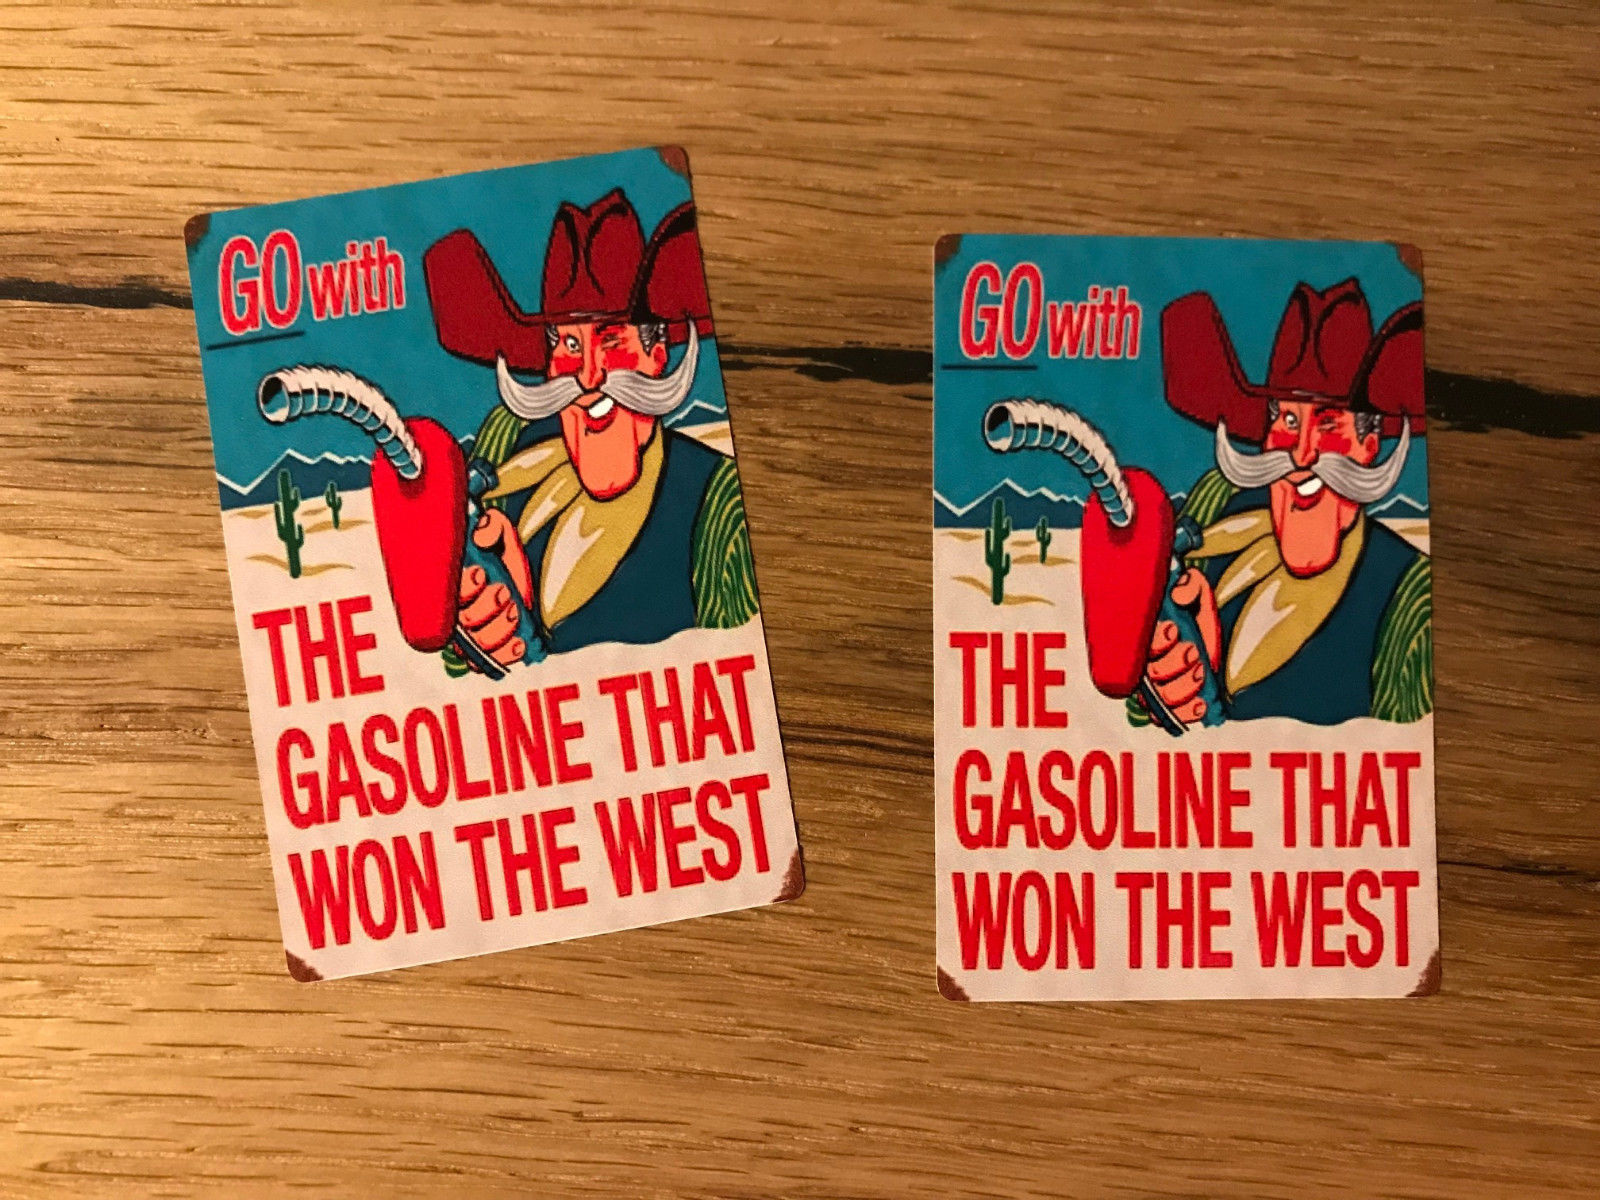 GO with
THE
GASOLINE THAT
WON THE WEST
GO with
THE
GASOLINE THAT
WON THE WEST